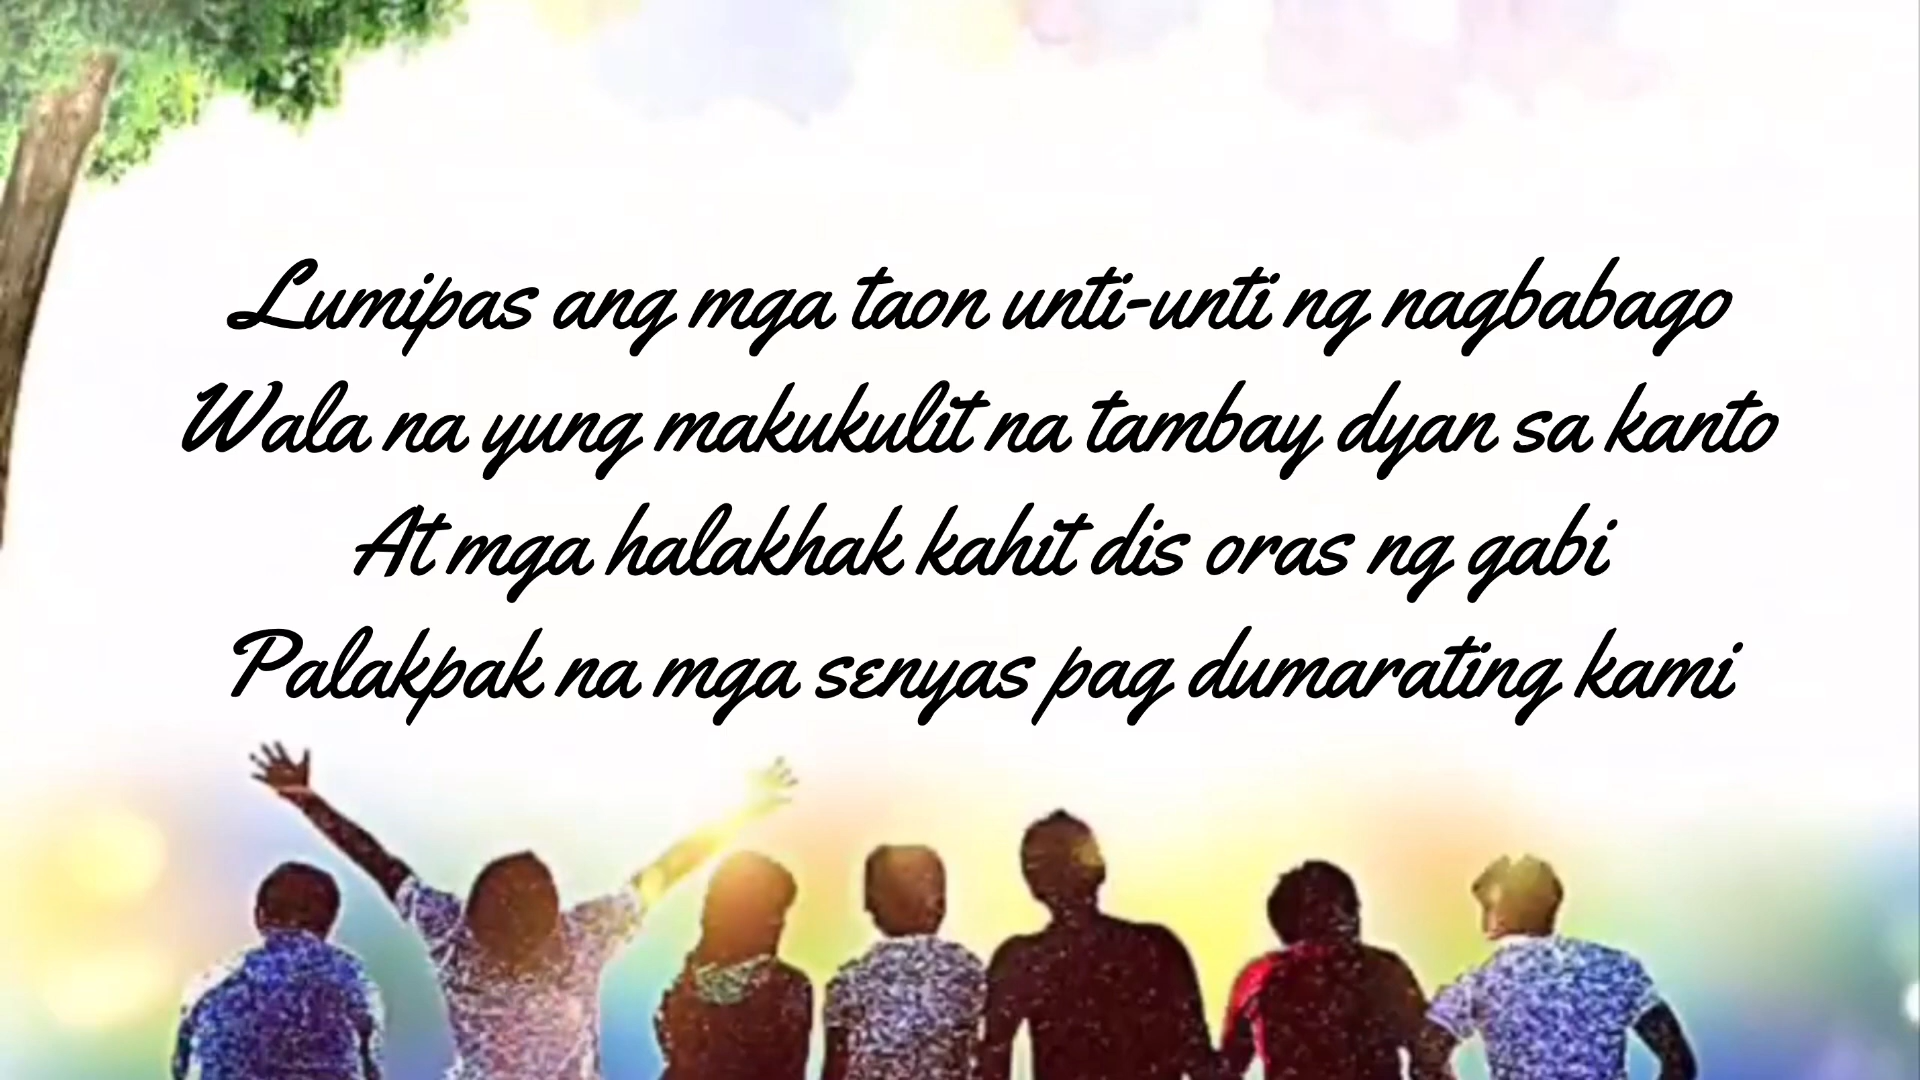 Lumipas ang mga taon unti-unti ng nagbabago
Wala na yung makukulit na tambay dyan sa kanto
At mga halakhak kahit dis oras ng gabi
Palakpak na mga senyas pag dumarating kami